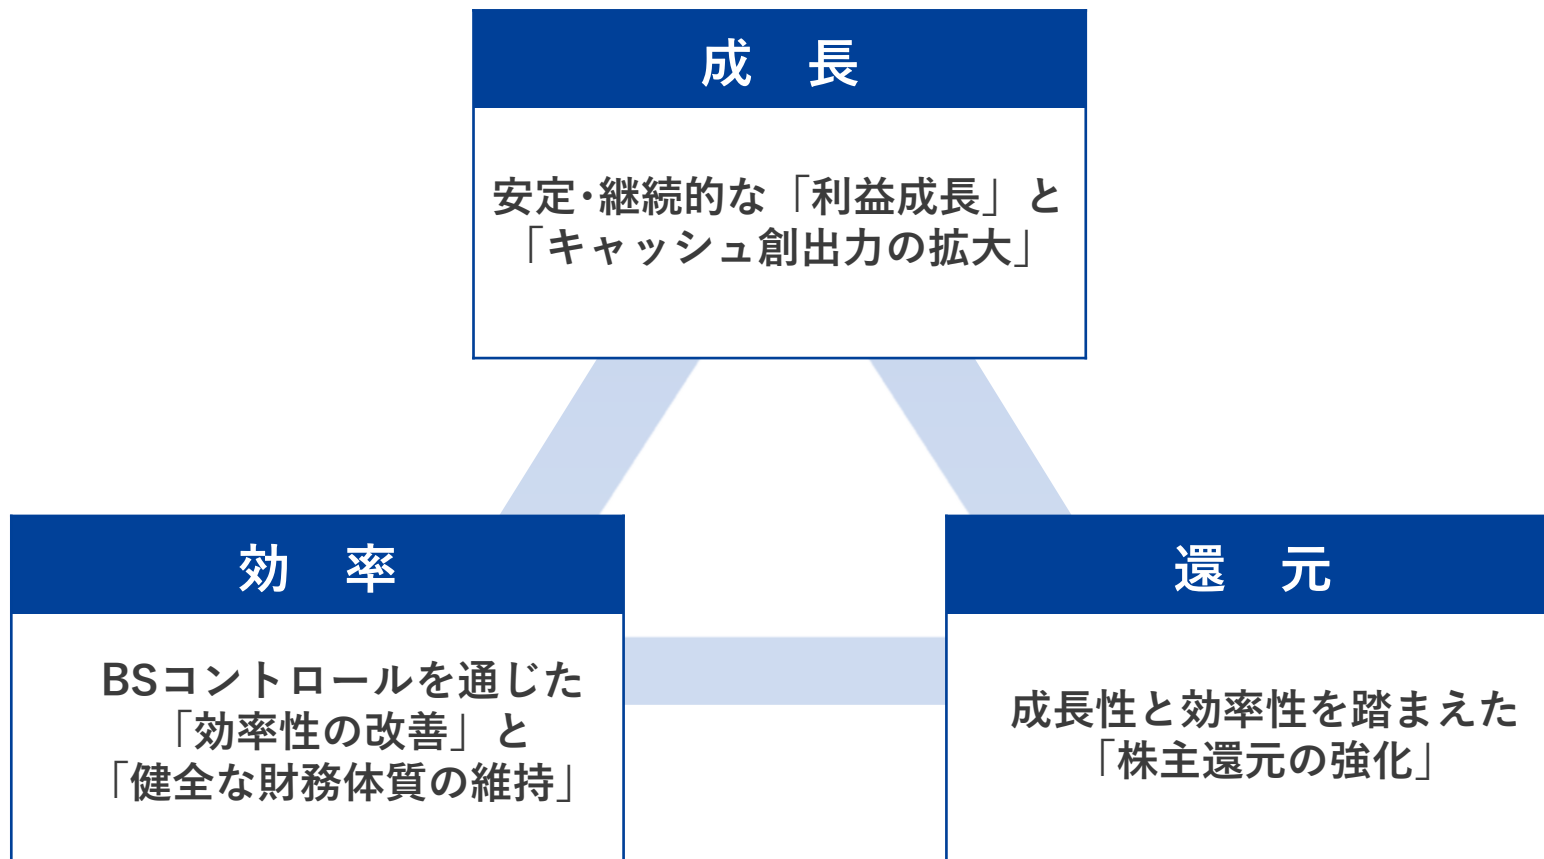 成　長
安定･継続的な「利益成長」と
「キャッシュ創出力の拡大」
効　率
BSコントロールを通じた
「効率性の改善」と
「健全な財務体質の維持」
還　元
成長性と効率性を踏まえた
「株主還元の強化」